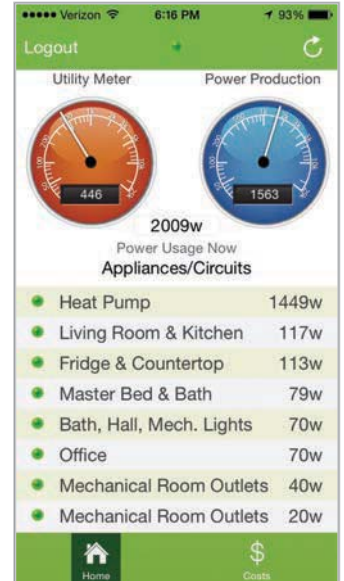 Verizon 6:16 PM 93%
Logout
Utility Meter Power Production
446 1563
2009w
Power Usage Now
Appliances/Circuits
Heat Pump 1449w
Living Room & Kitchen 117w
Fridge & Countertop 113w
Master Bed & Bath 79w
Bath, Hall, Mech. Lights 70w
Office 70w
Mechanical Room Outlets 40w
Mechanical Room Outlets 20w
$
Home Costs